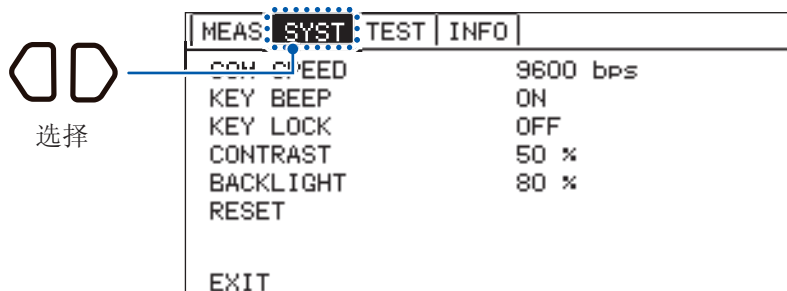 MEAS SYST TEST INFO
COM SPEED 9600 bps
KEY BEEP ON
KEY LOCK OFF
CONTRAST 50 %
BACKLIGHT 80 %
RESET
EXIT
选择